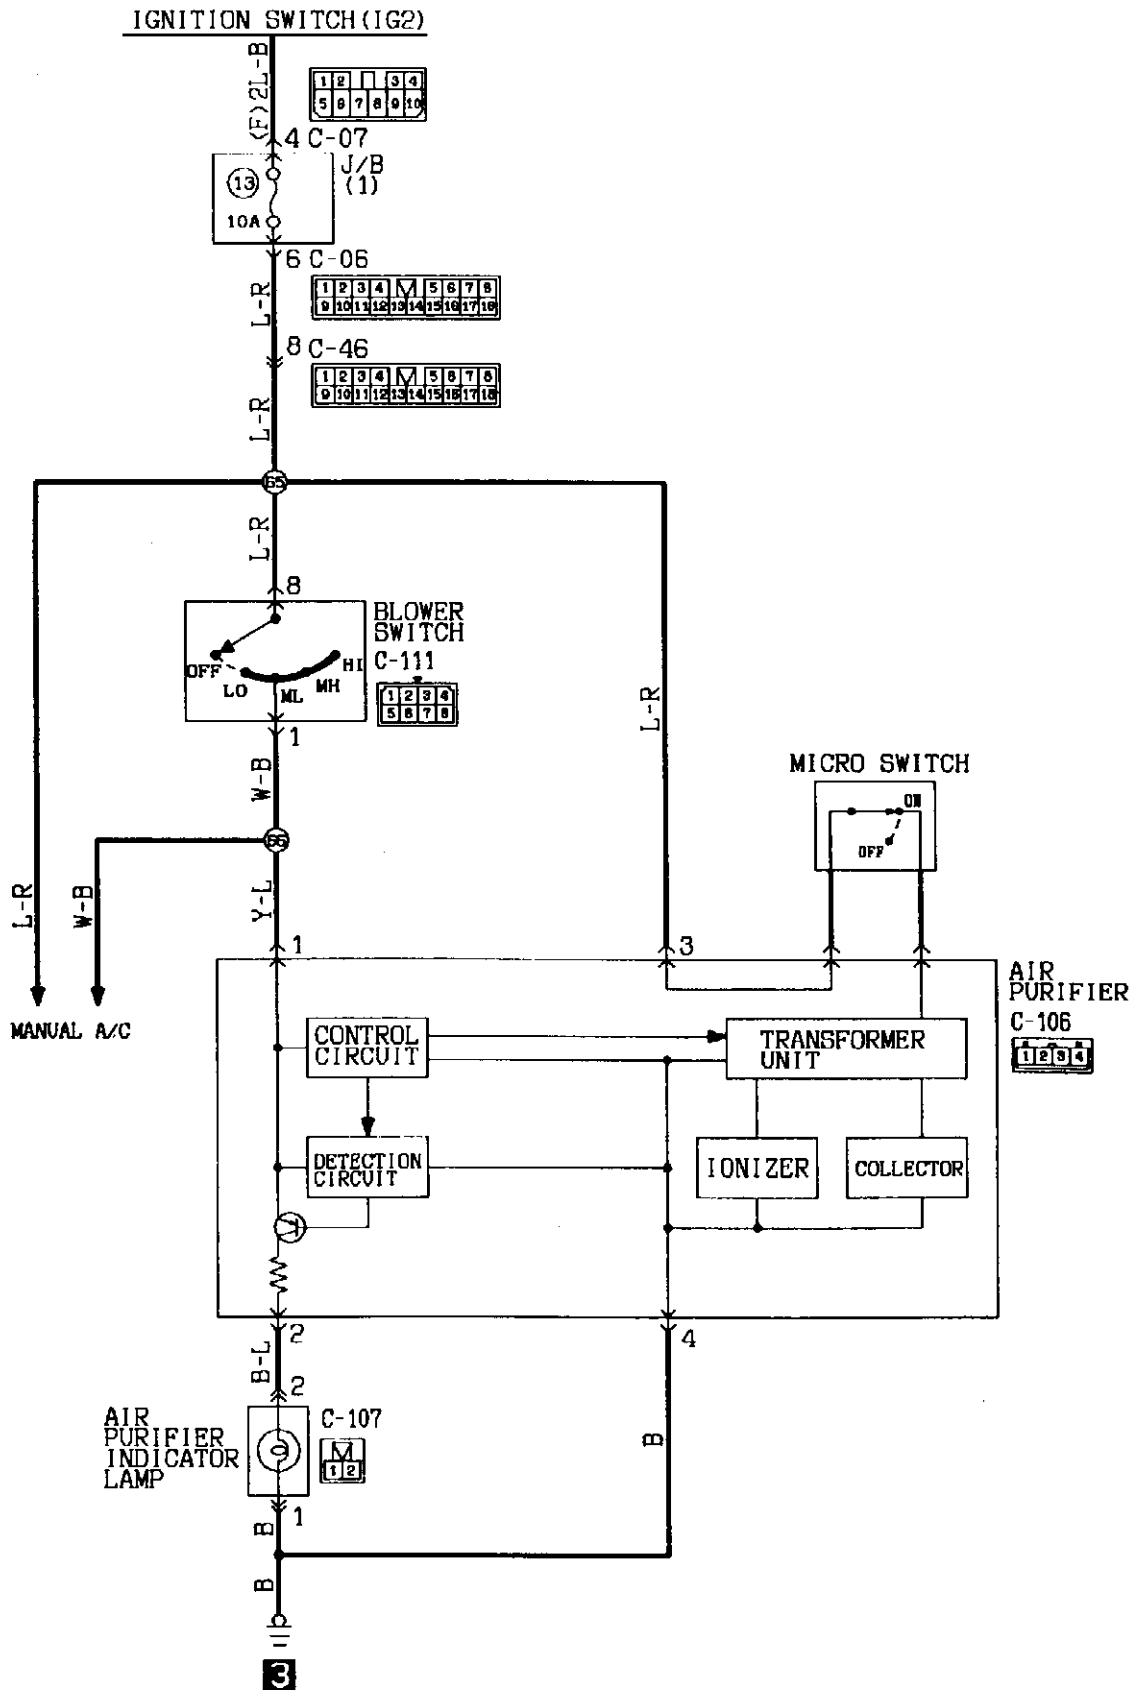 IGNITION SWITCH(IG2)
(F)2L-B
1 2 3 4
5 6 7 8 9 10
4 C-07
J/B
(1)
13
10A
6 C-06
1 2 3 4 5 6 7 8
9 10 11 12 13 14 15 16 17 18
L-R
8 C-46
1 2 3 4 5 6 7 8
9 10 11 12 13 14 15 16 17 18
L-R
65
L-R
8
BLOWER
SWITCH
C-111
1 2 3 4
5 6 7 8
OFF
LO
ML
MH
HI
1
L-R
W-B
MICRO SWITCH
ON
OFF
66
L-R
W-B
Y-L
1
3
MANUAL A/C
AIR
PURIFIER
C-106
1 2 3 4
CONTROL
CIRCUIT
TRANSFORMER
UNIT
DETECTION
CIRCUIT
IONIZER
COLLECTOR
2
4
B-L
2
AIR
PURIFIER
INDICATOR
LAMP
C-107
1 2
B
1
B
B
3